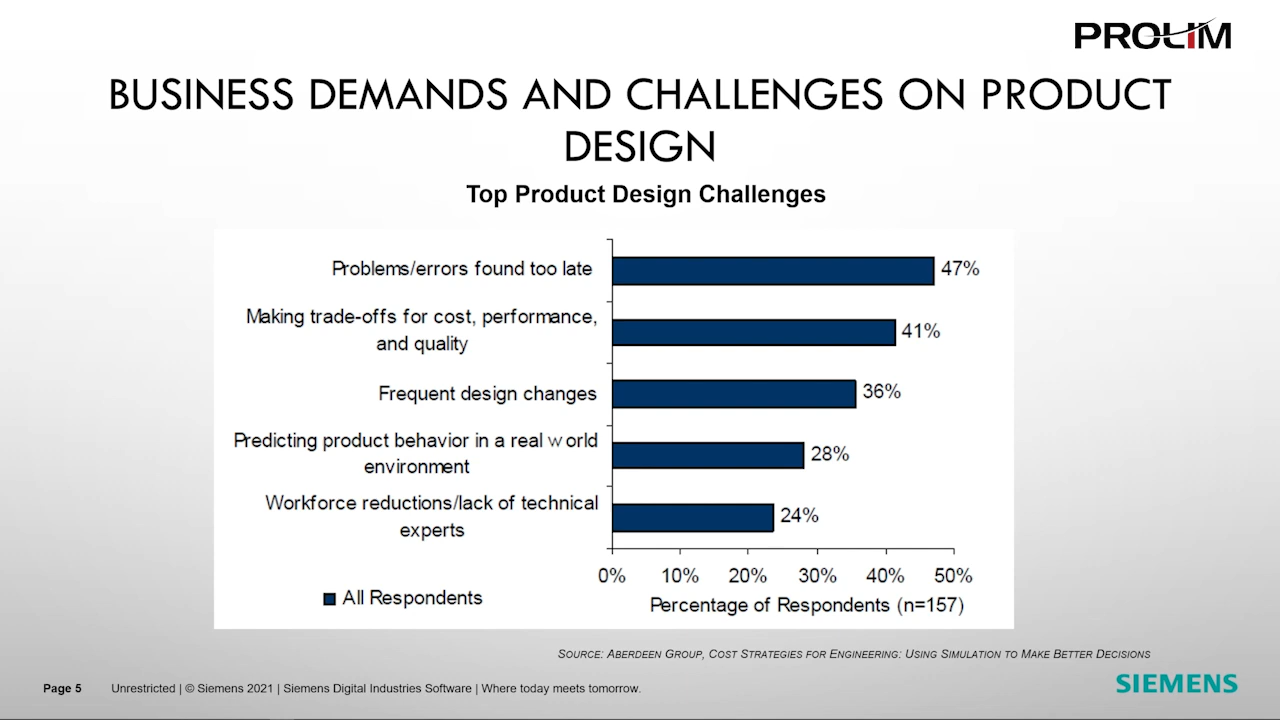 PROLIM
BUSINESS DEMANDS AND CHALLENGES ON PRODUCT
DESIGN
Top Product Design Challenges
Problems/errors found too late
47%
Making trade-offs for cost, performance,
and quality
41%
Frequent design changes
36%
Predicting product behavior in a real w orld
environment
28%
Workforce reductions/lack of technical
experts
24%
0% 10% 20% 30% 40% 50%
All Respondents
Percentage of Respondents (n=157)
SOURCE: ABERDEEN GROUP, COST STRATEGIES FOR ENGINEERING: USING SIMULATION TO MAKE BETTER DECISIONS
Page 5 Unrestricted | © Siemens 2021 | Siemens Digital Industries Software | Where today meets tomorrow.
SIEMENS